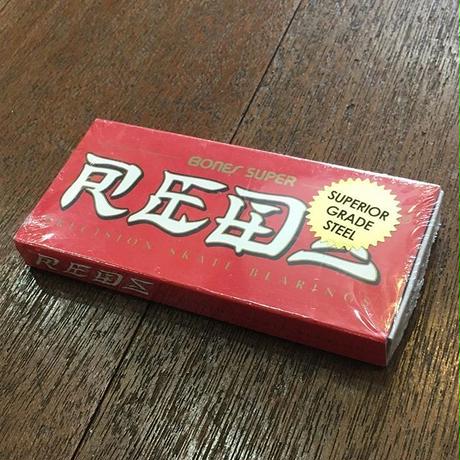 BONES SUPER
REDS
SUPERIOR
GRADE
STEEL
PRECISION SKATE BEARINGS
REDS